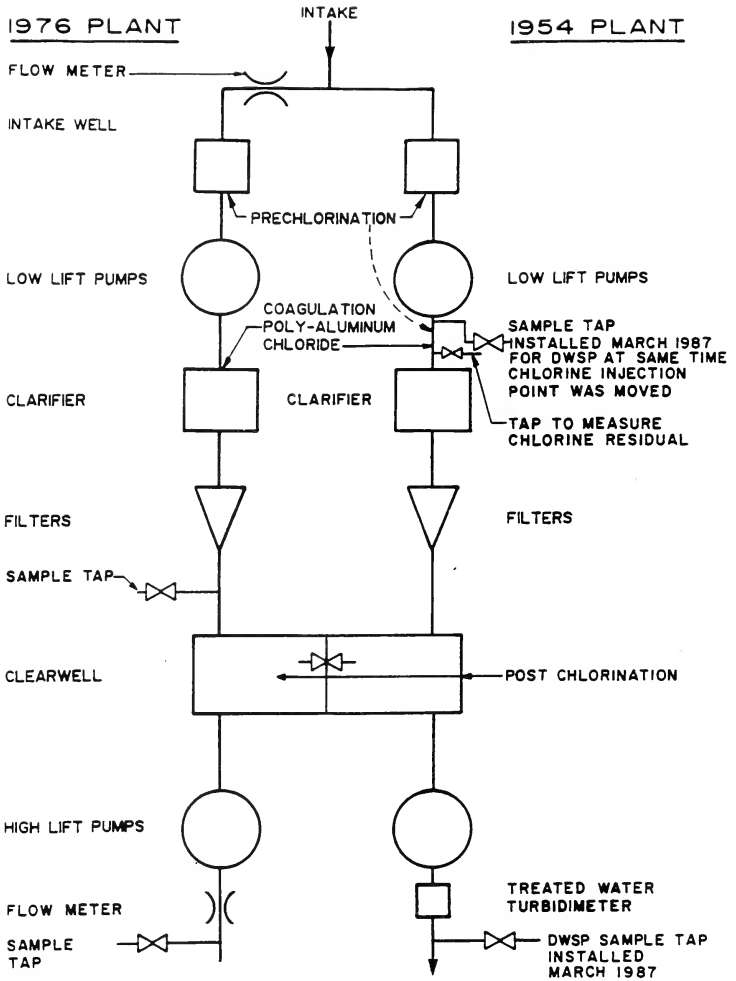 1976 PLANT
INTAKE
1954 PLANT
FLOW METER
INTAKE WELL
PRECHLORINATION
LOW LIFT PUMPS
LOW LIFT PUMPS
COAGULATION
POLY-ALUMINUM
CHLORIDE
SAMPLE TAP
INSTALLED MARCH 1987
FOR DWSP AT SAME TIME
CHLORINE INJECTION
POINT WAS MOVED
CLARIFIER
CLARIFIER
TAP TO MEASURE
CHLORINE RESIDUAL
FILTERS
FILTERS
SAMPLE TAP
CLEARWELL
POST CHLORINATION
HIGH LIFT PUMPS
TREATED WATER
TURBIDIMETER
FLOW METER
SAMPLE
TAP
DWSP SAMPLE TAP
INSTALLED
MARCH 1987